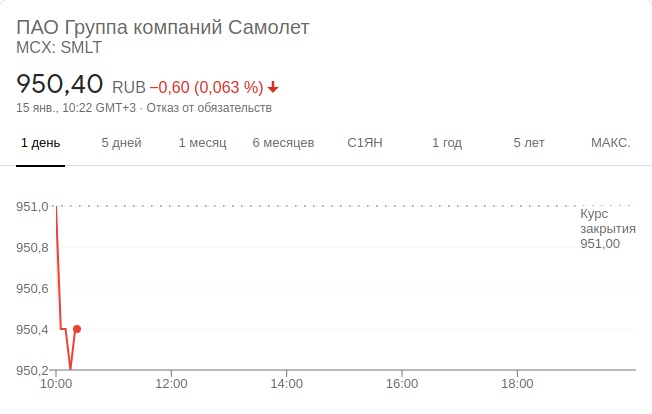 ПАО Группа компаний Самолет
MCX: SMLT
950,40 RUB −0,60 (0,063 %)
15 янв., 10:22 GMT+3 · Отказ от обязательств
1 день 5 дней 1 месяц 6 месяцев С1ЯН 1 год 5 лет МАКС.
951,0
Курс
закрытия
951,00
950,8
950,6
950,4
950,2
10:00 12:00 14:00 16:00 18:00